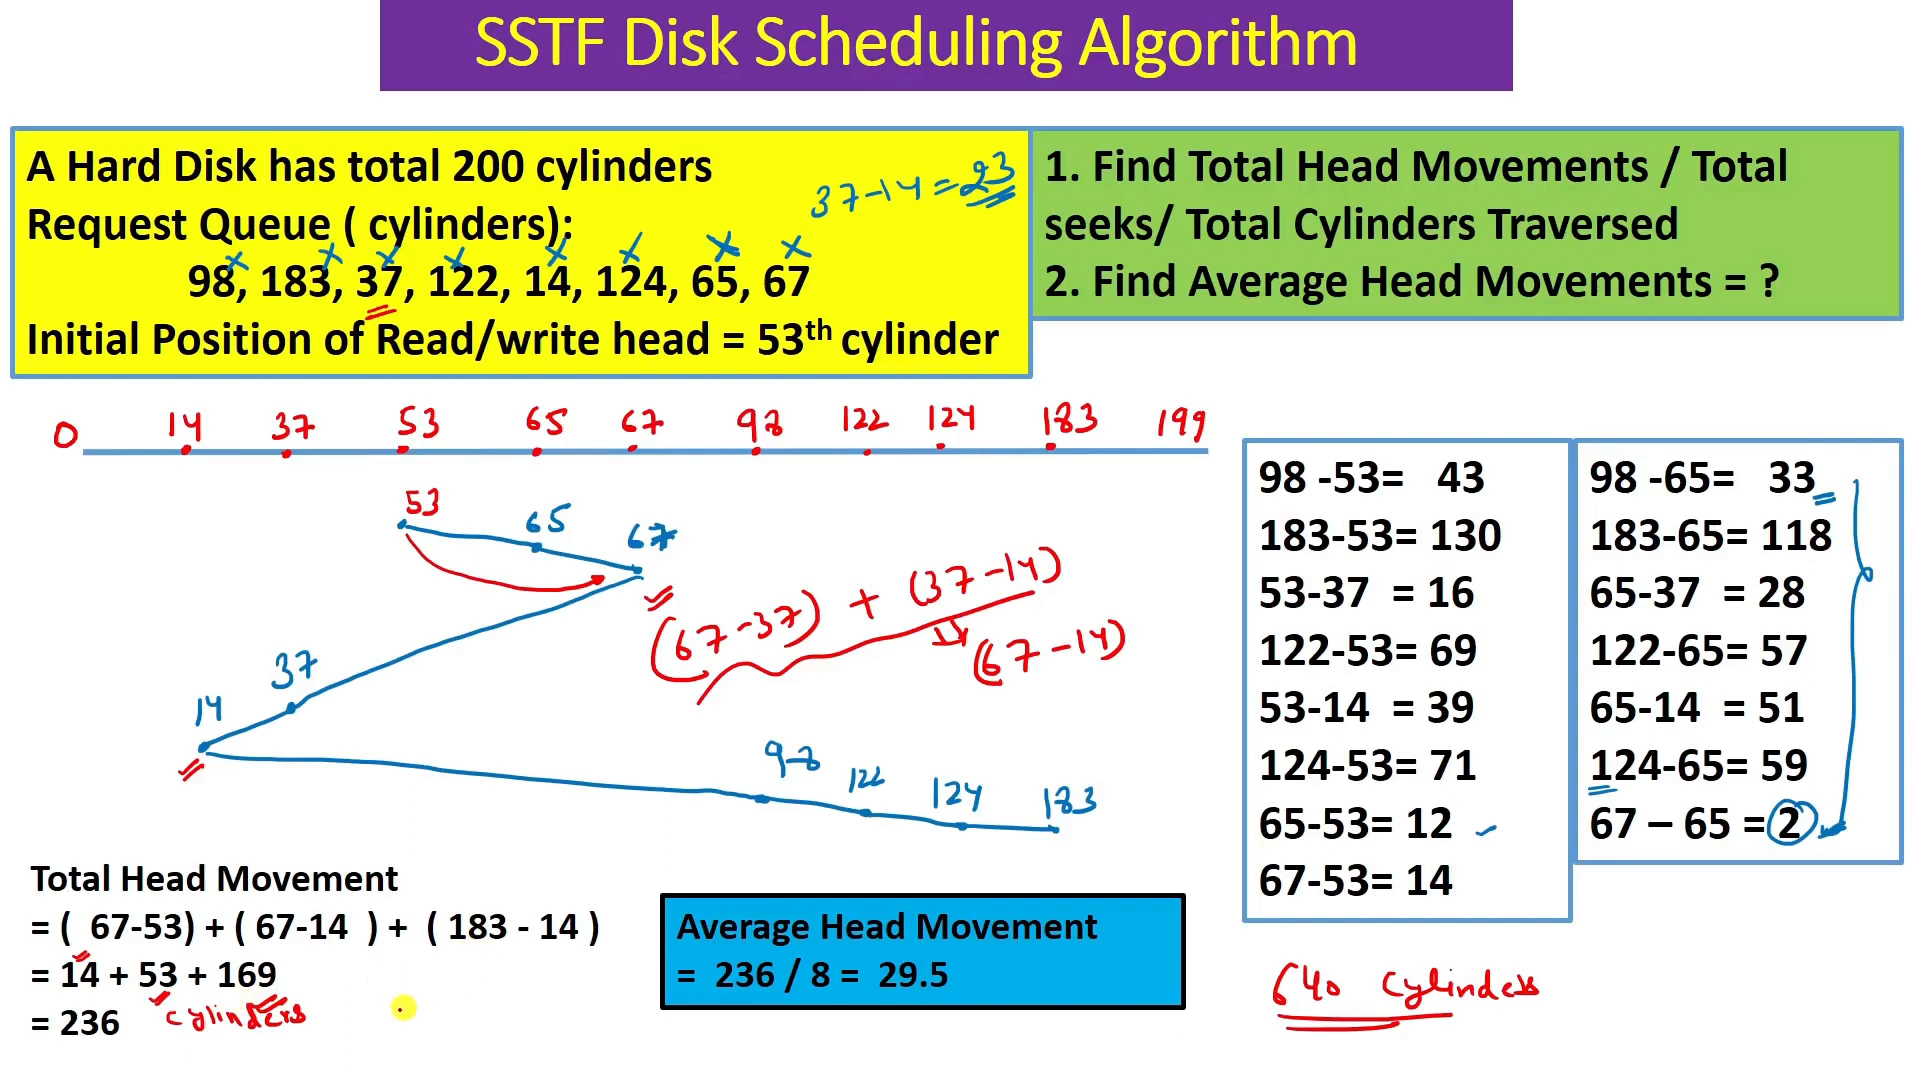 SSTF Disk Scheduling Algorithm
A Hard Disk has total 200 cylinders
37-14=23
Request Queue ( cylinders):
98, 183, 37, 122, 14, 124, 65, 67
Initial Position of Read/write head = 53th cylinder
1. Find Total Head Movements / Total
seeks/ Total Cylinders Traversed
2. Find Average Head Movements = ?
0 14 37 53 65 67 98 122 124 183 199
53 65 67
(67-37) + (37-14)
(67-14)
37
14
98 122 124 183
98 -53= 43
183-53= 130
53-37 = 16
122-53= 69
53-14 = 39
124-53= 71
65-53= 12
67-53= 14
98 -65= 33
183-65= 118
65-37 = 28
122-65= 57
65-14 = 51
124-65= 59
67 – 65 = 2
Total Head Movement
= ( 67-53) + ( 67-14 ) + ( 183 - 14 )
= 14 + 53 + 169
= 236 cylinders
Average Head Movement
= 236 / 8 = 29.5
640 cylinders